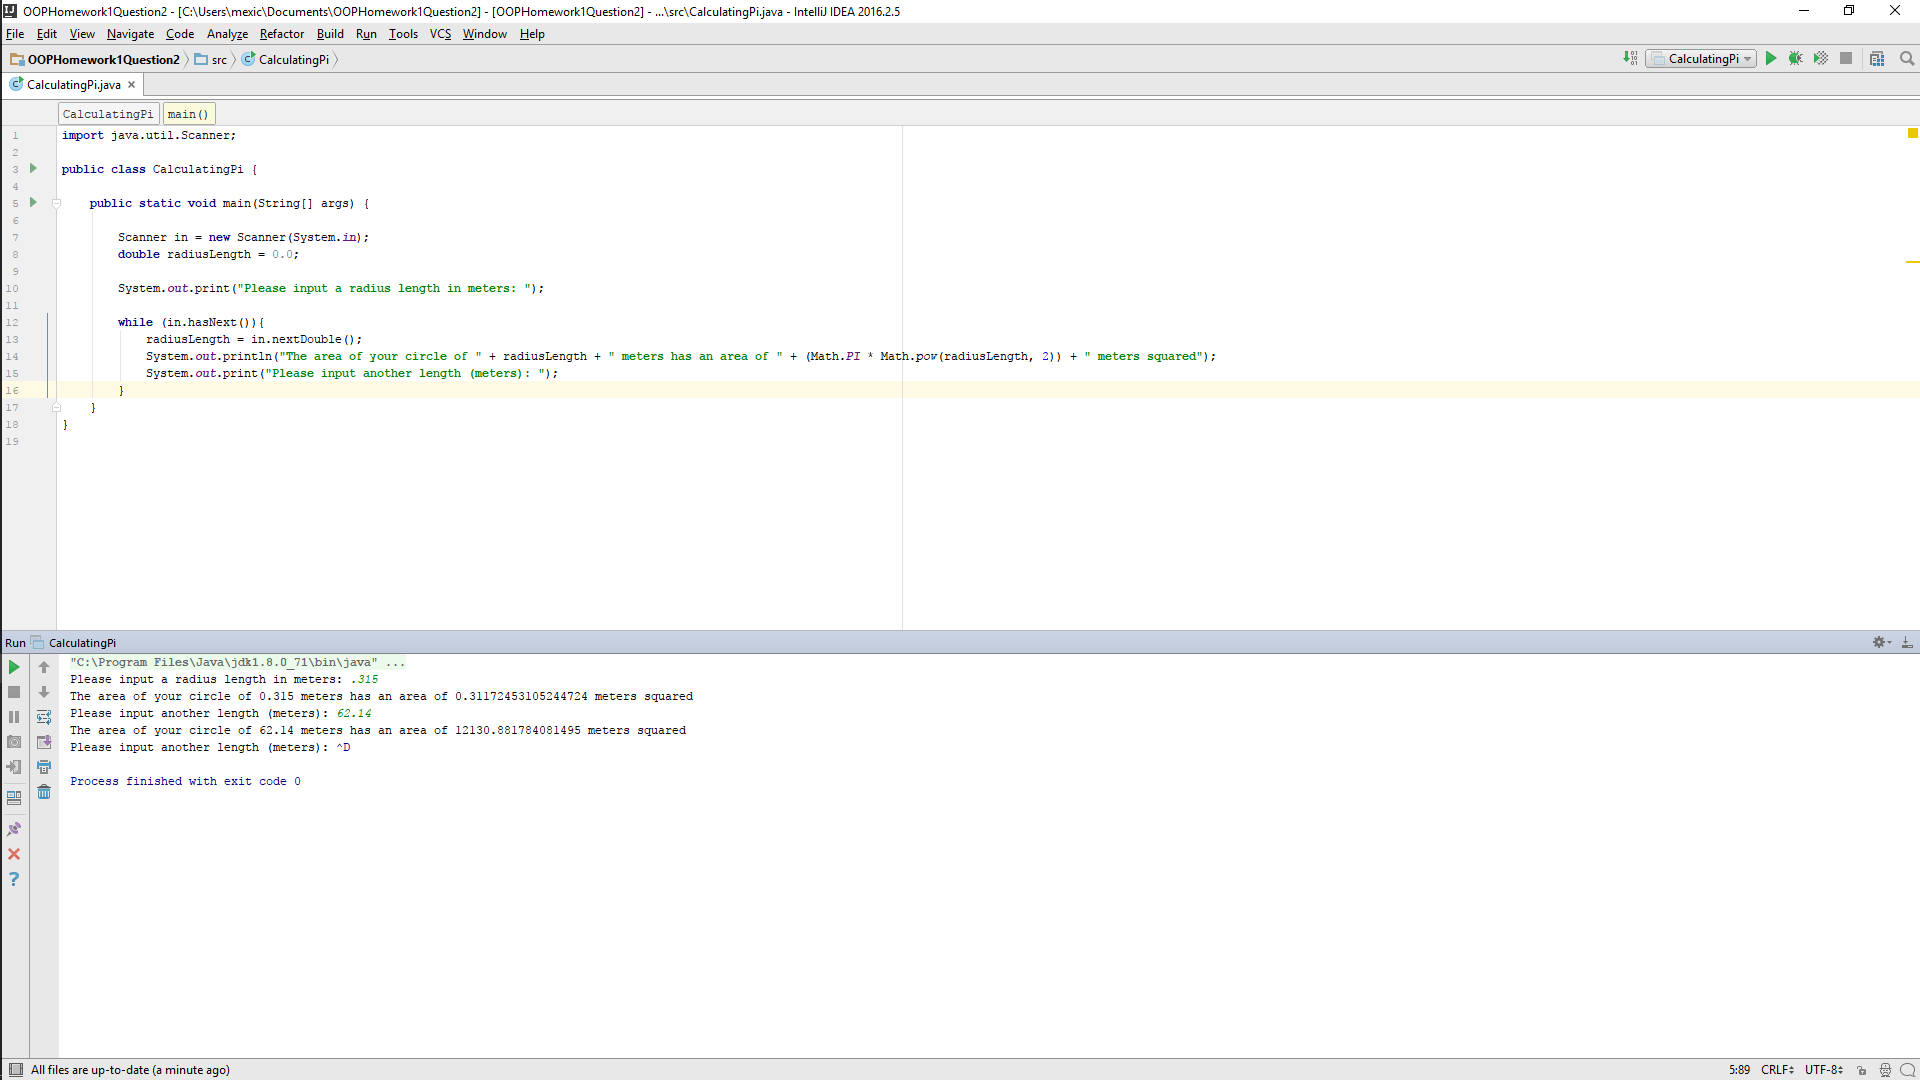 OOPHomework1Question2 - [C:\Users\mexic\Documents\OOPHomework1Question2] - [OOPHomework1Question2] - ...\src\CalculatingPi.java - IntelliJ IDEA 2016.2.5
File Edit View Navigate Code Analyze Refactor Build Run Tools VCS Window Help
OOPHomework1Question2 src CalculatingPi CalculatingPi
CalculatingPi.java
CalculatingPi main()
1 import java.util.Scanner;
2
3 public class CalculatingPi {
4
5 public static void main(String[] args) {
6
7 Scanner in = new Scanner(System.in);
8 double radiusLength = 0.0;
9
10 System.out.print("Please input a radius length in meters: ");
11
12 while (in.hasNext()){
13 radiusLength = in.nextDouble();
14 System.out.println("The area of your circle of " + radiusLength + " meters has an area of " + (Math.PI * Math.pow(radiusLength, 2)) + " meters squared");
15 System.out.print("Please input another length (meters): ");
16 }
17 }
18 }
19
Run CalculatingPi
"C:\Program Files\Java\jdk1.8.0_71\bin\java" ...
Please input a radius length in meters: .315
The area of your circle of 0.315 meters has an area of 0.31172453105244724 meters squared
Please input another length (meters): 62.14
The area of your circle of 62.14 meters has an area of 12130.881784081495 meters squared
Please input another length (meters): ^D
Process finished with exit code 0
All files are up-to-date (a minute ago) 5:89 CRLF UTF-8